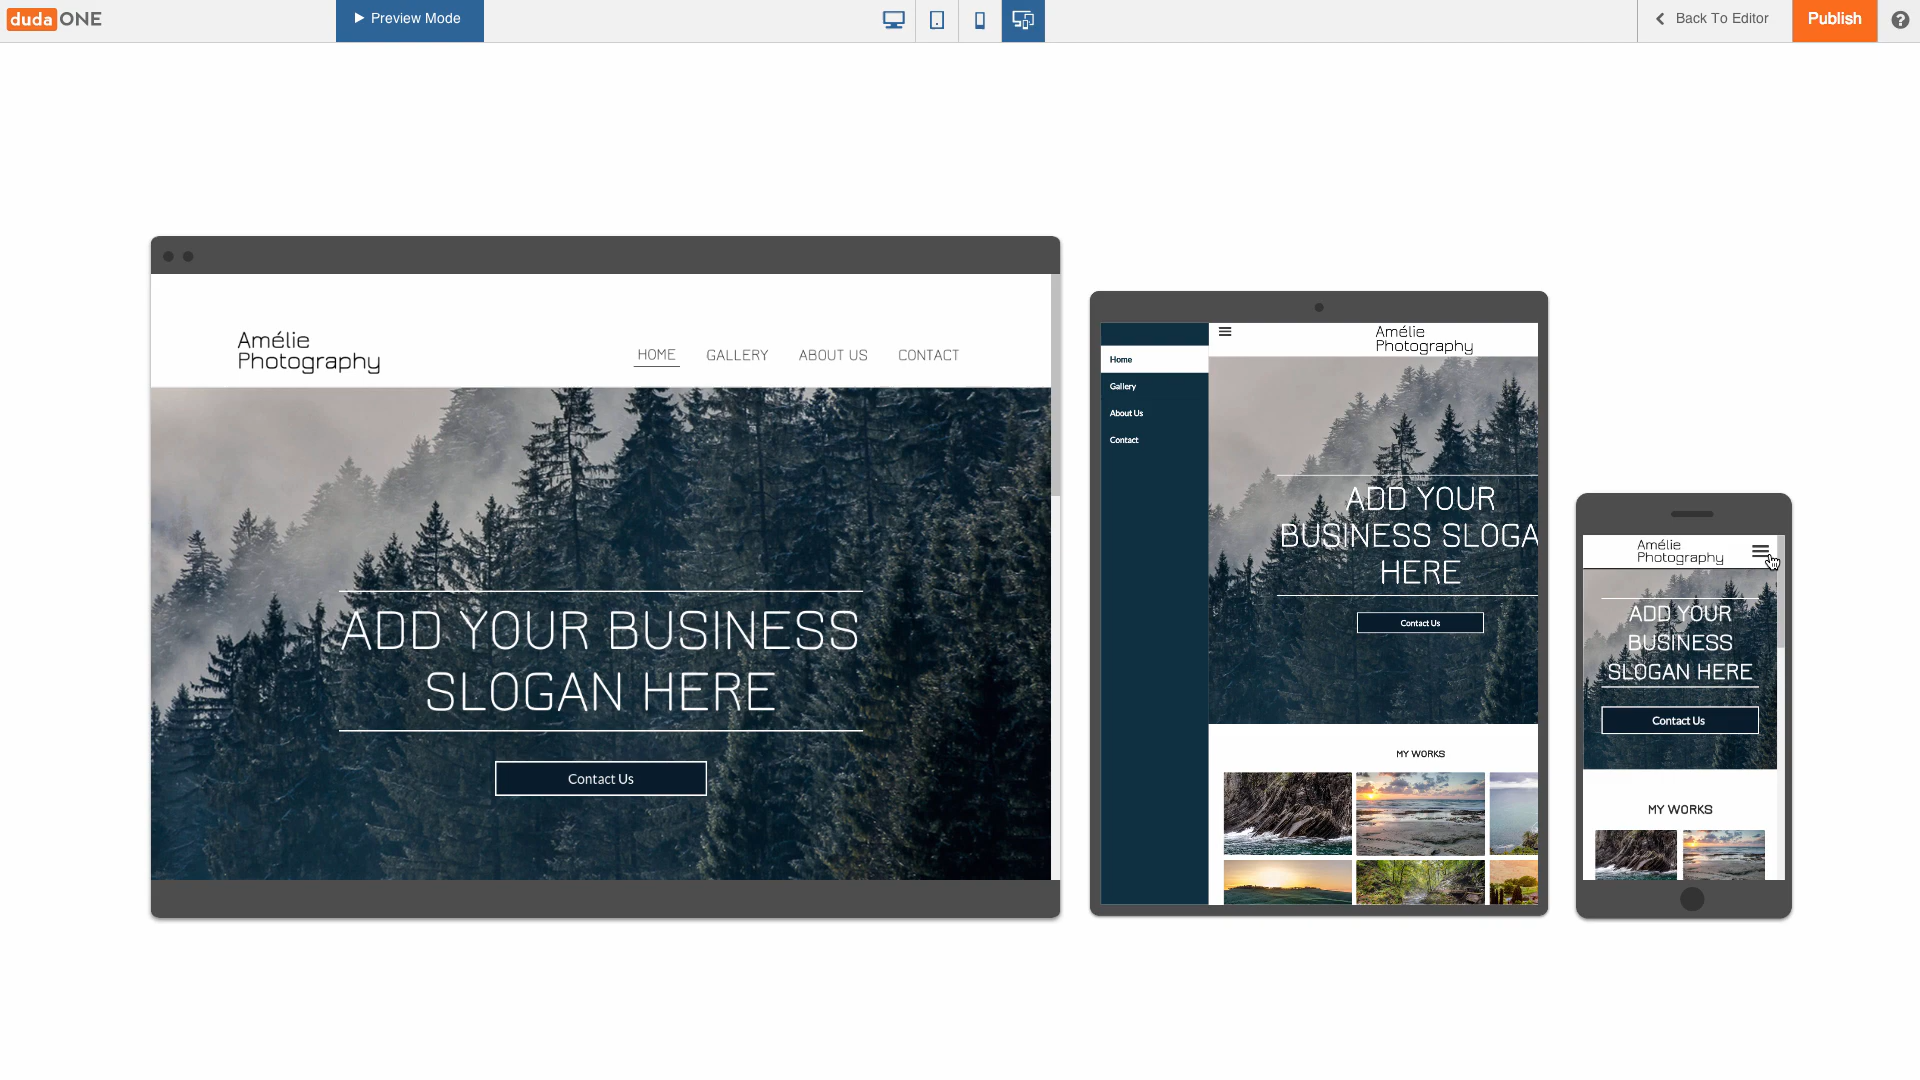 duda ONE
Preview Mode
Back To Editor
Publish
?
Amélie
Photography
HOME
GALLERY
ABOUT US
CONTACT
ADD YOUR BUSINESS
SLOGAN HERE
Contact Us
Home
Gallery
About Us
Contact
Amélie
Photography
ADD YOUR
BUSINESS SLOGA
HERE
Contact Us
MY WORKS
Amélie
Photography
ADD YOUR
BUSINESS
SLOGAN HERE
Contact Us
MY WORKS